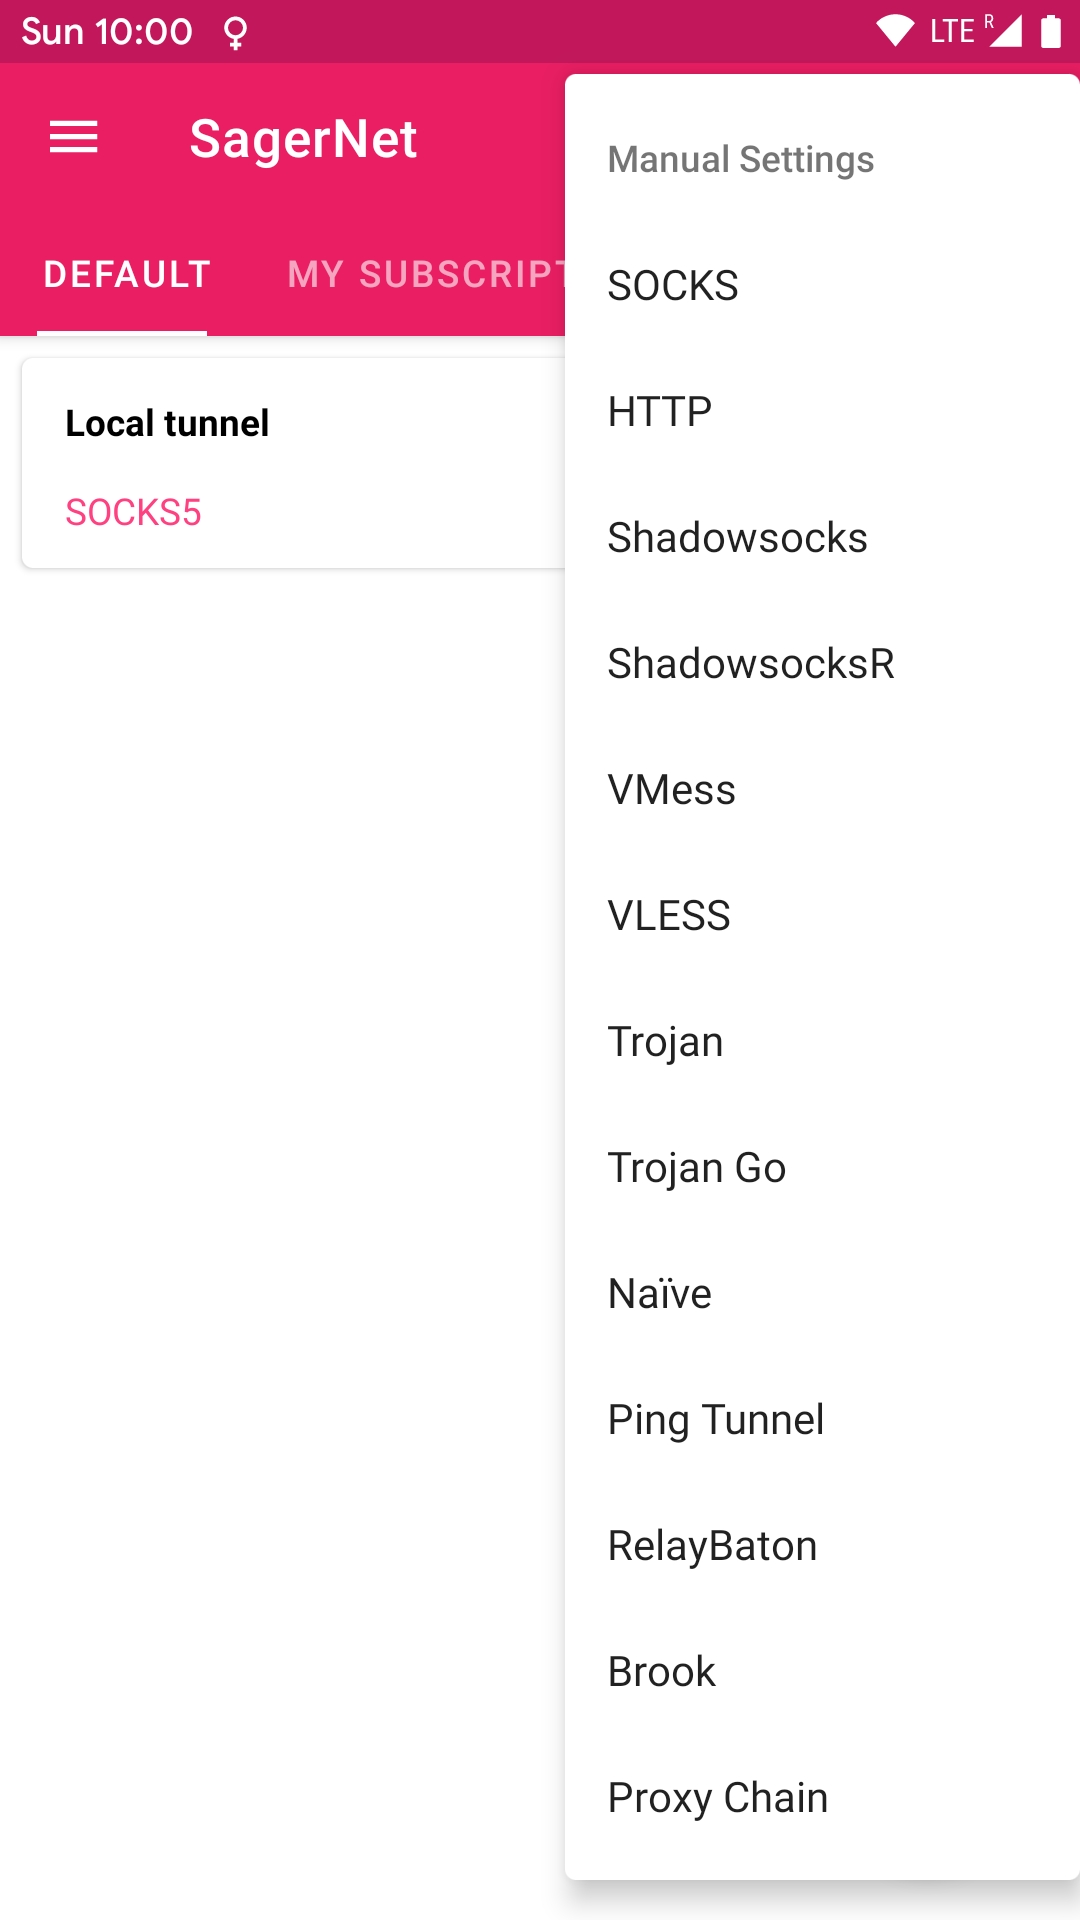 Sun 10:00
LTE R
SagerNet
DEFAULT
MY SUBSCRIPT
Local tunnel
SOCKS5
Manual Settings
SOCKS
HTTP
Shadowsocks
ShadowsocksR
VMess
VLESS
Trojan
Trojan Go
Naïve
Ping Tunnel
RelayBaton
Brook
Proxy Chain